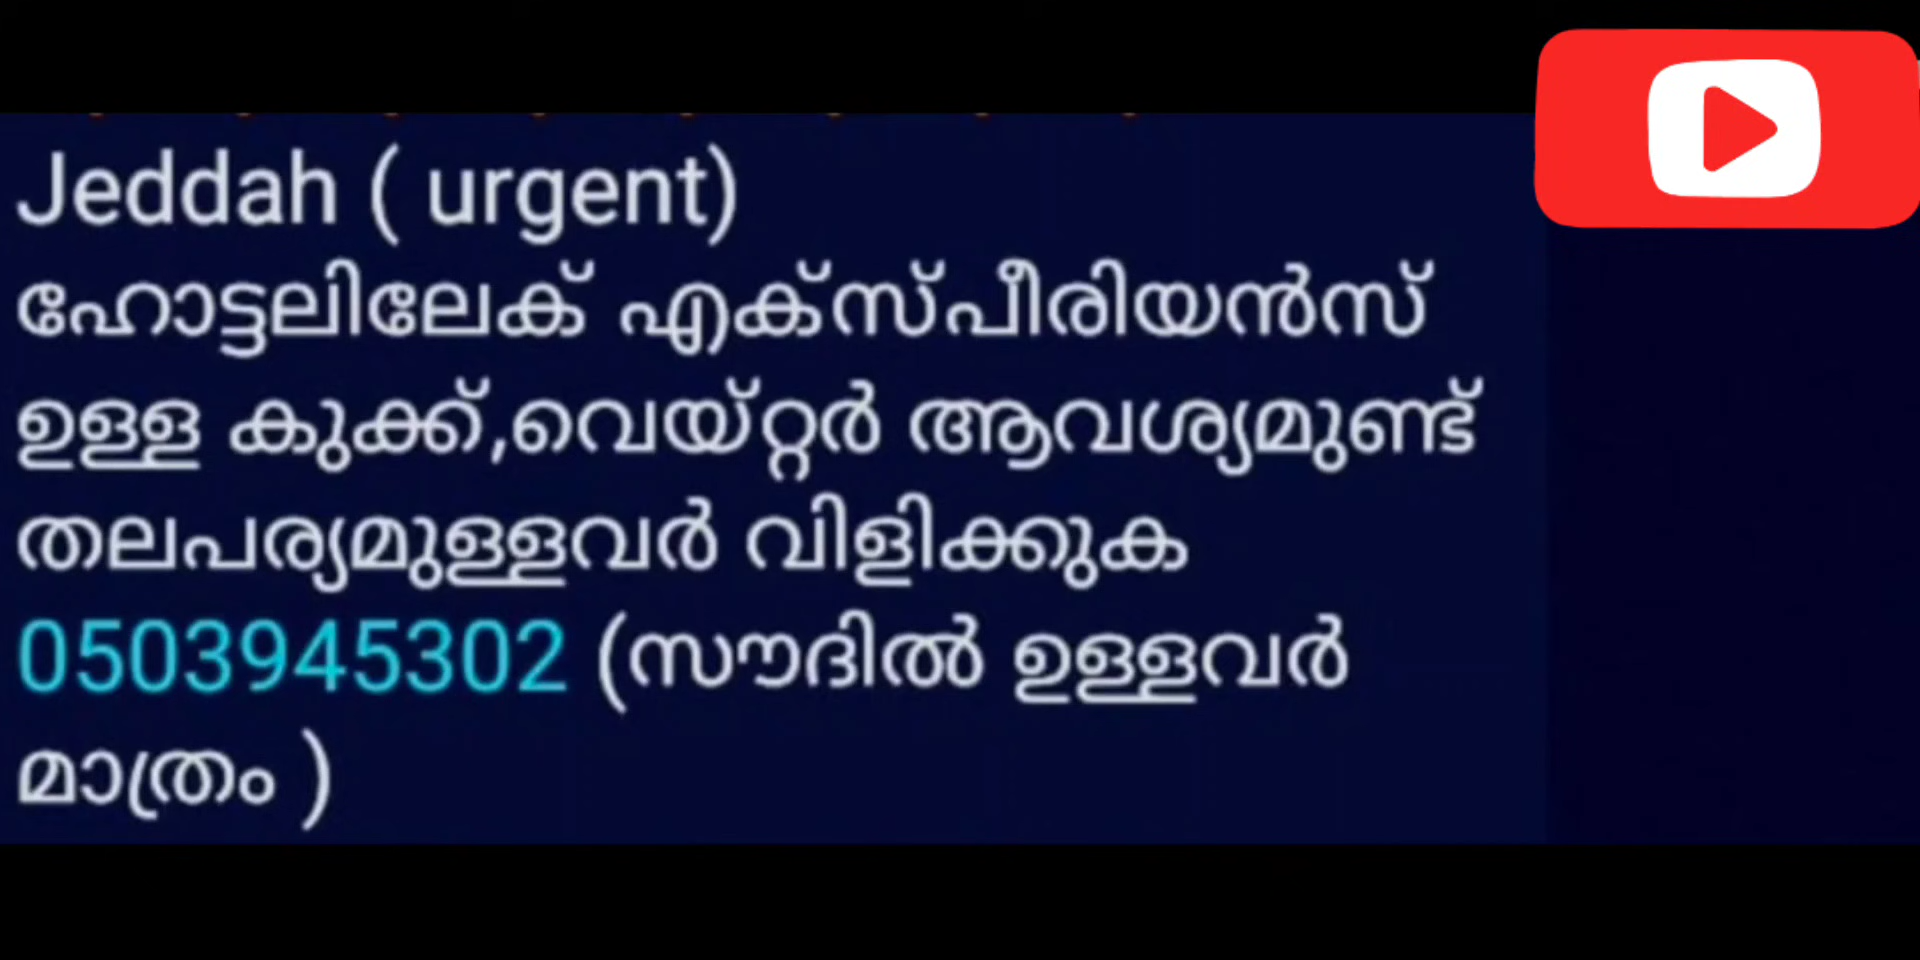 Jeddah ( urgent)
ഹോട്ടലിലേക് എക്സ്പീരിയൻസ്
ഉള്ള കുക്ക്,വെയ്റ്റർ ആവശ്യമുണ്ട്
തലപര്യമുള്ളവർ വിളിക്കുക
0503945302 (സൗദിൽ ഉള്ളവർ
മാത്രം )